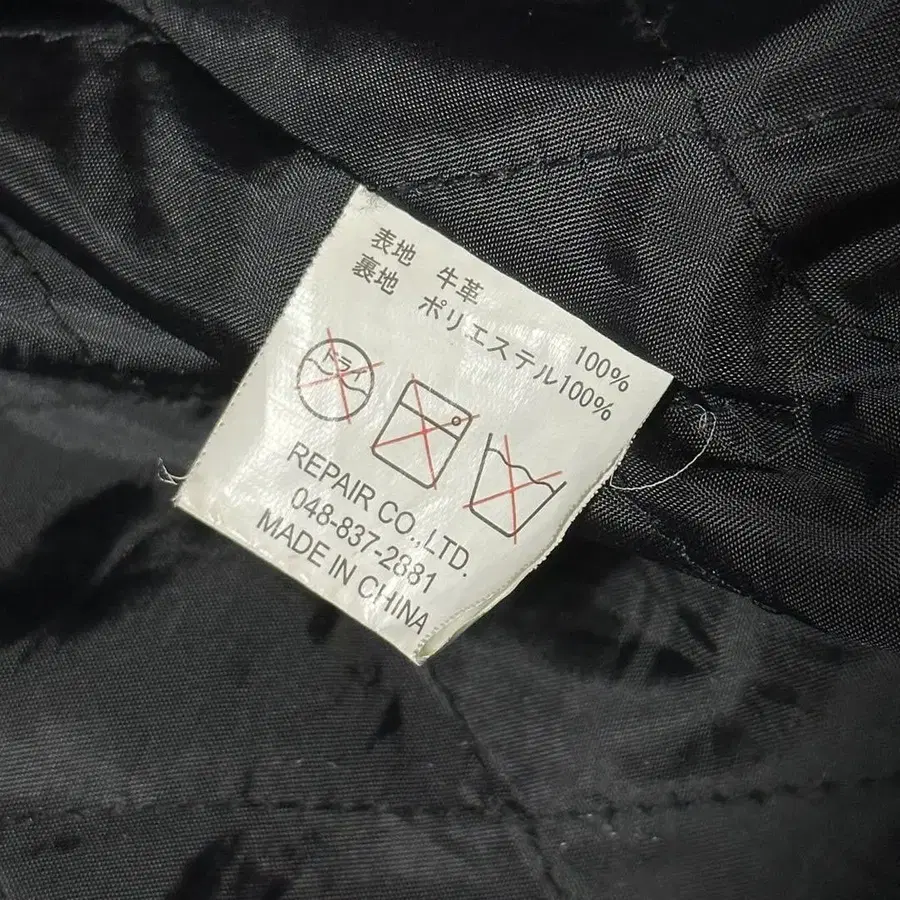 表地 牛革 100%
裏地 ポリエステル100%
ドライ
REPAIR CO.,LTD.
048-837-2881
MADE IN CHINA